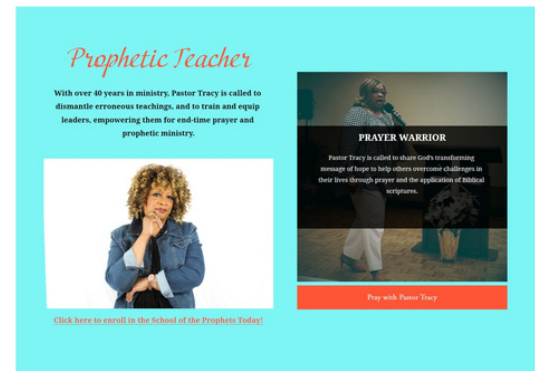 Prophetic Teacher
With over 40 years in ministry, Pastor Tracy is called to
dismantle erroneous teachings, and to train and equip
leaders, empowering them for end-time prayer and
prophetic ministry.
Click here to enroll in the School of the Prophets Today!
PRAYER WARRIOR
Pastor Tracy is called to share God's transforming
message of hope to help others overcome challenges in
their lives through prayer and the application of Biblical
scriptures.
Pray with Pastor Tracy